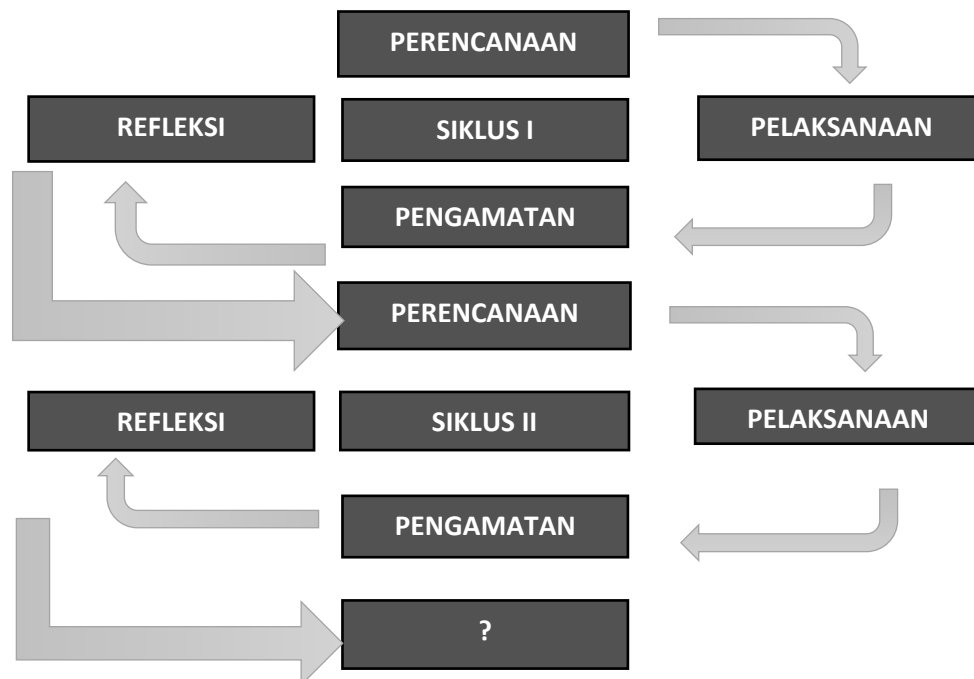 PERENCANAAN
REFLEKSI
SIKLUS I
PELAKSANAAN
PENGAMATAN
PERENCANAAN
REFLEKSI
SIKLUS II
PELAKSANAAN
PENGAMATAN
?